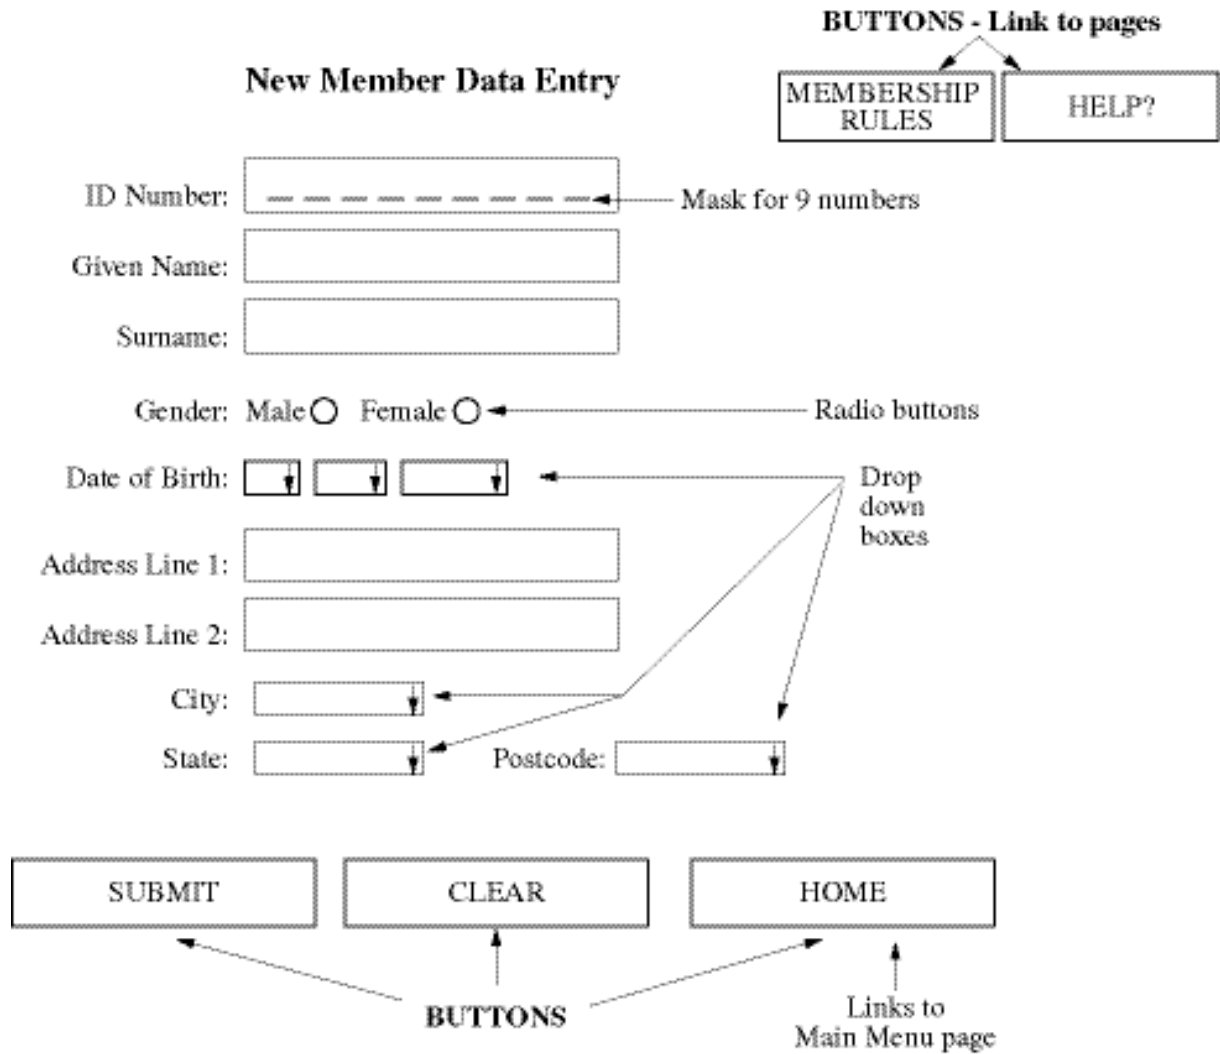 BUTTONS - Link to pages
New Member Data Entry
MEMBERSHIP
RULES
HELP?
ID Number:
Mask for 9 numbers
Given Name:
Surname:
Gender: Male Female
Radio buttons
Date of Birth:
Drop
down
boxes
Address Line 1:
Address Line 2:
City:
State:
Postcode:
SUBMIT
CLEAR
HOME
BUTTONS
Links to
Main Menu page